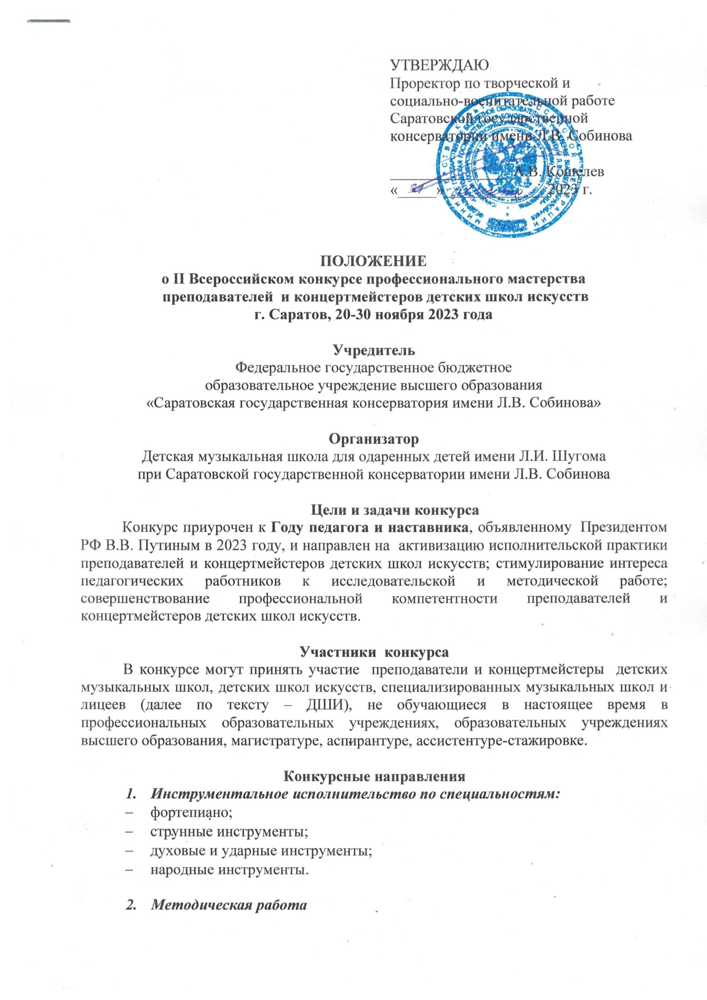 УТВЕРЖДАЮ
Проректор по творческой и
социально-воспитательной работе
Саратовской государственной
консерватории имени Л.В. Собинова
А.В. Кошелев
« » 2023 г.
ПОЛОЖЕНИЕ
о II Всероссийском конкурсе профессионального мастерства
преподавателей и концертмейстеров детских школ искусств
г. Саратов, 20-30 ноября 2023 года
Учредитель
Федеральное государственное бюджетное
образовательное учреждение высшего образования
«Саратовская государственная консерватория имени Л.В. Собинова»
Организатор
Детская музыкальная школа для одаренных детей имени Л.И. Шугома
при Саратовской государственной консерватории имени Л.В. Собинова
Цели и задачи конкурса
Конкурс приурочен к Году педагога и наставника, объявленному Президентом
РФ В.В. Путиным в 2023 году, и направлен на активизацию исполнительской практики
преподавателей и концертмейстеров детских школ искусств; стимулирование интереса
педагогических работников к исследовательской и методической работе;
совершенствование профессиональной компетентности преподавателей и
концертмейстеров детских школ искусств.
Участники конкурса
В конкурсе могут принять участие преподаватели и концертмейстеры детских
музыкальных школ, детских школ искусств, специализированных музыкальных школ и
лицеев (далее по тексту – ДШИ), не обучающиеся в настоящее время в
профессиональных образовательных учреждениях, образовательных учреждениях
высшего образования, магистратуре, аспирантуре, ассистентуре-стажировке.
Конкурсные направления
1. Инструментальное исполнительство по специальностям:
– фортепиано;
– струнные инструменты;
– духовые и ударные инструменты;
– народные инструменты.
2. Методическая работа